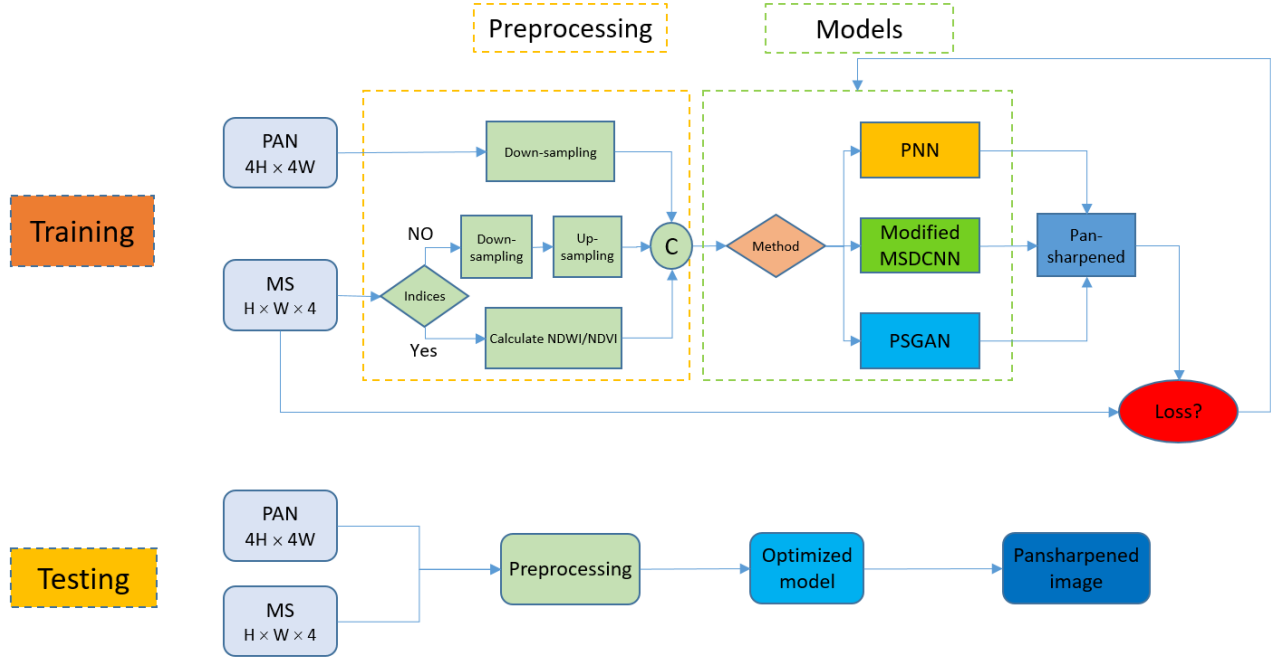 Preprocessing
Models
Training
PAN
4H × 4W
Down-sampling
MS
H × W × 4
Indices
NO
Down-
sampling
Up-
sampling
Yes
Calculate NDWI/NDVI
C
Method
PNN
Modified
MSDCNN
PSGAN
Pan-
sharpened
Loss?
Testing
PAN
4H × 4W
MS
H × W × 4
Preprocessing
Optimized
model
Pansharpened
image